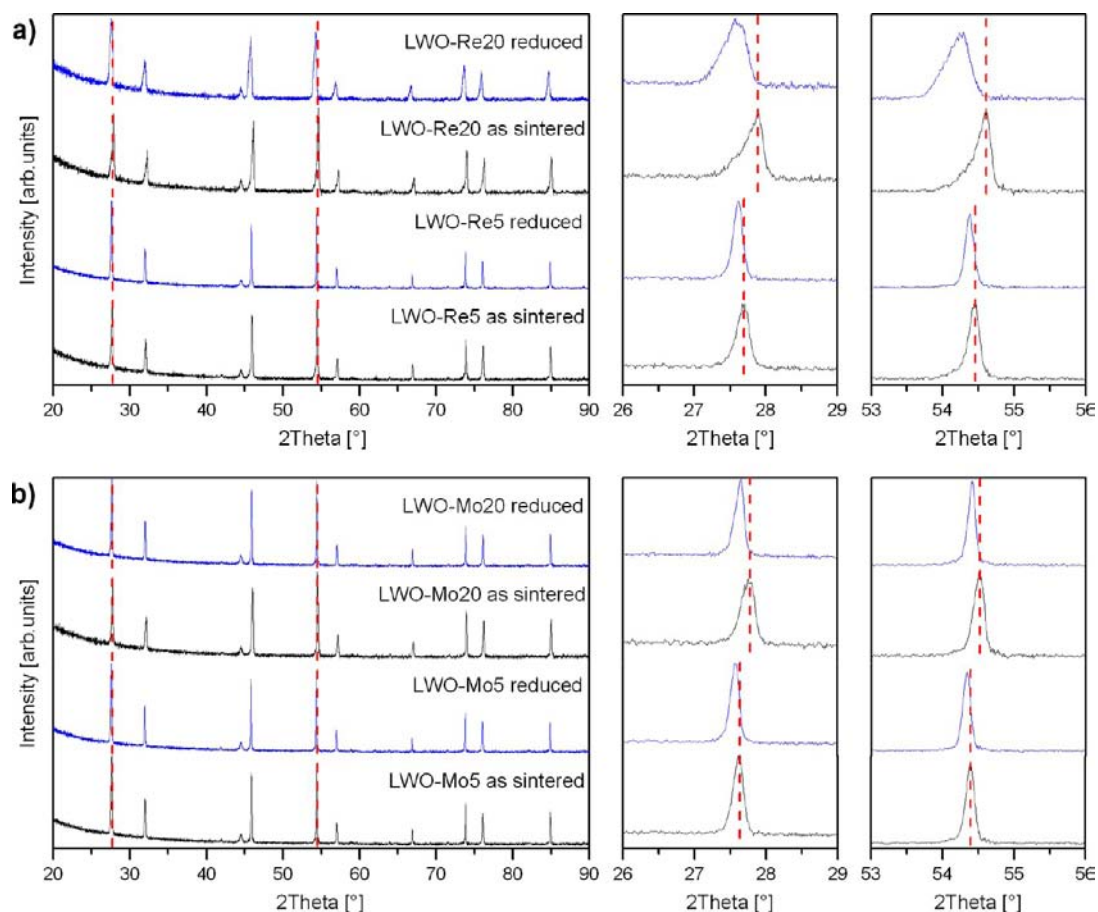 a)
Intensity [arb.units]
LWO-Re20 reduced
LWO-Re20 as sintered
LWO-Re5 reduced
LWO-Re5 as sintered
20 30 40 50 60 70 80 90
2Theta [°]
26 27 28 29
2Theta [°]
53 54 55 56
2Theta [°]
b)
Intensity [arb.units]
LWO-Mo20 reduced
LWO-Mo20 as sintered
LWO-Mo5 reduced
LWO-Mo5 as sintered
20 30 40 50 60 70 80 90
2Theta [°]
26 27 28 29
2Theta [°]
53 54 55 56
2Theta [°]